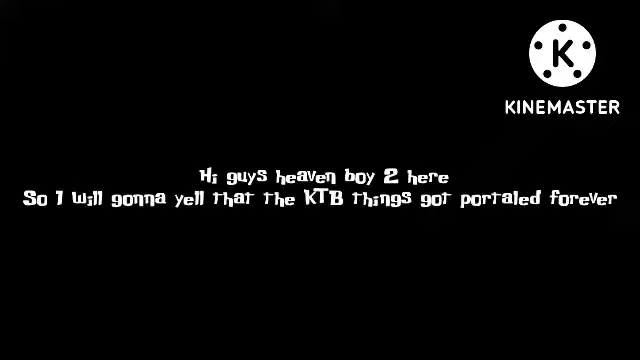 K
KINEMASTER
Hi guys heaven boy 2 here
So I will gonna yell that the KTB things got portaled forever